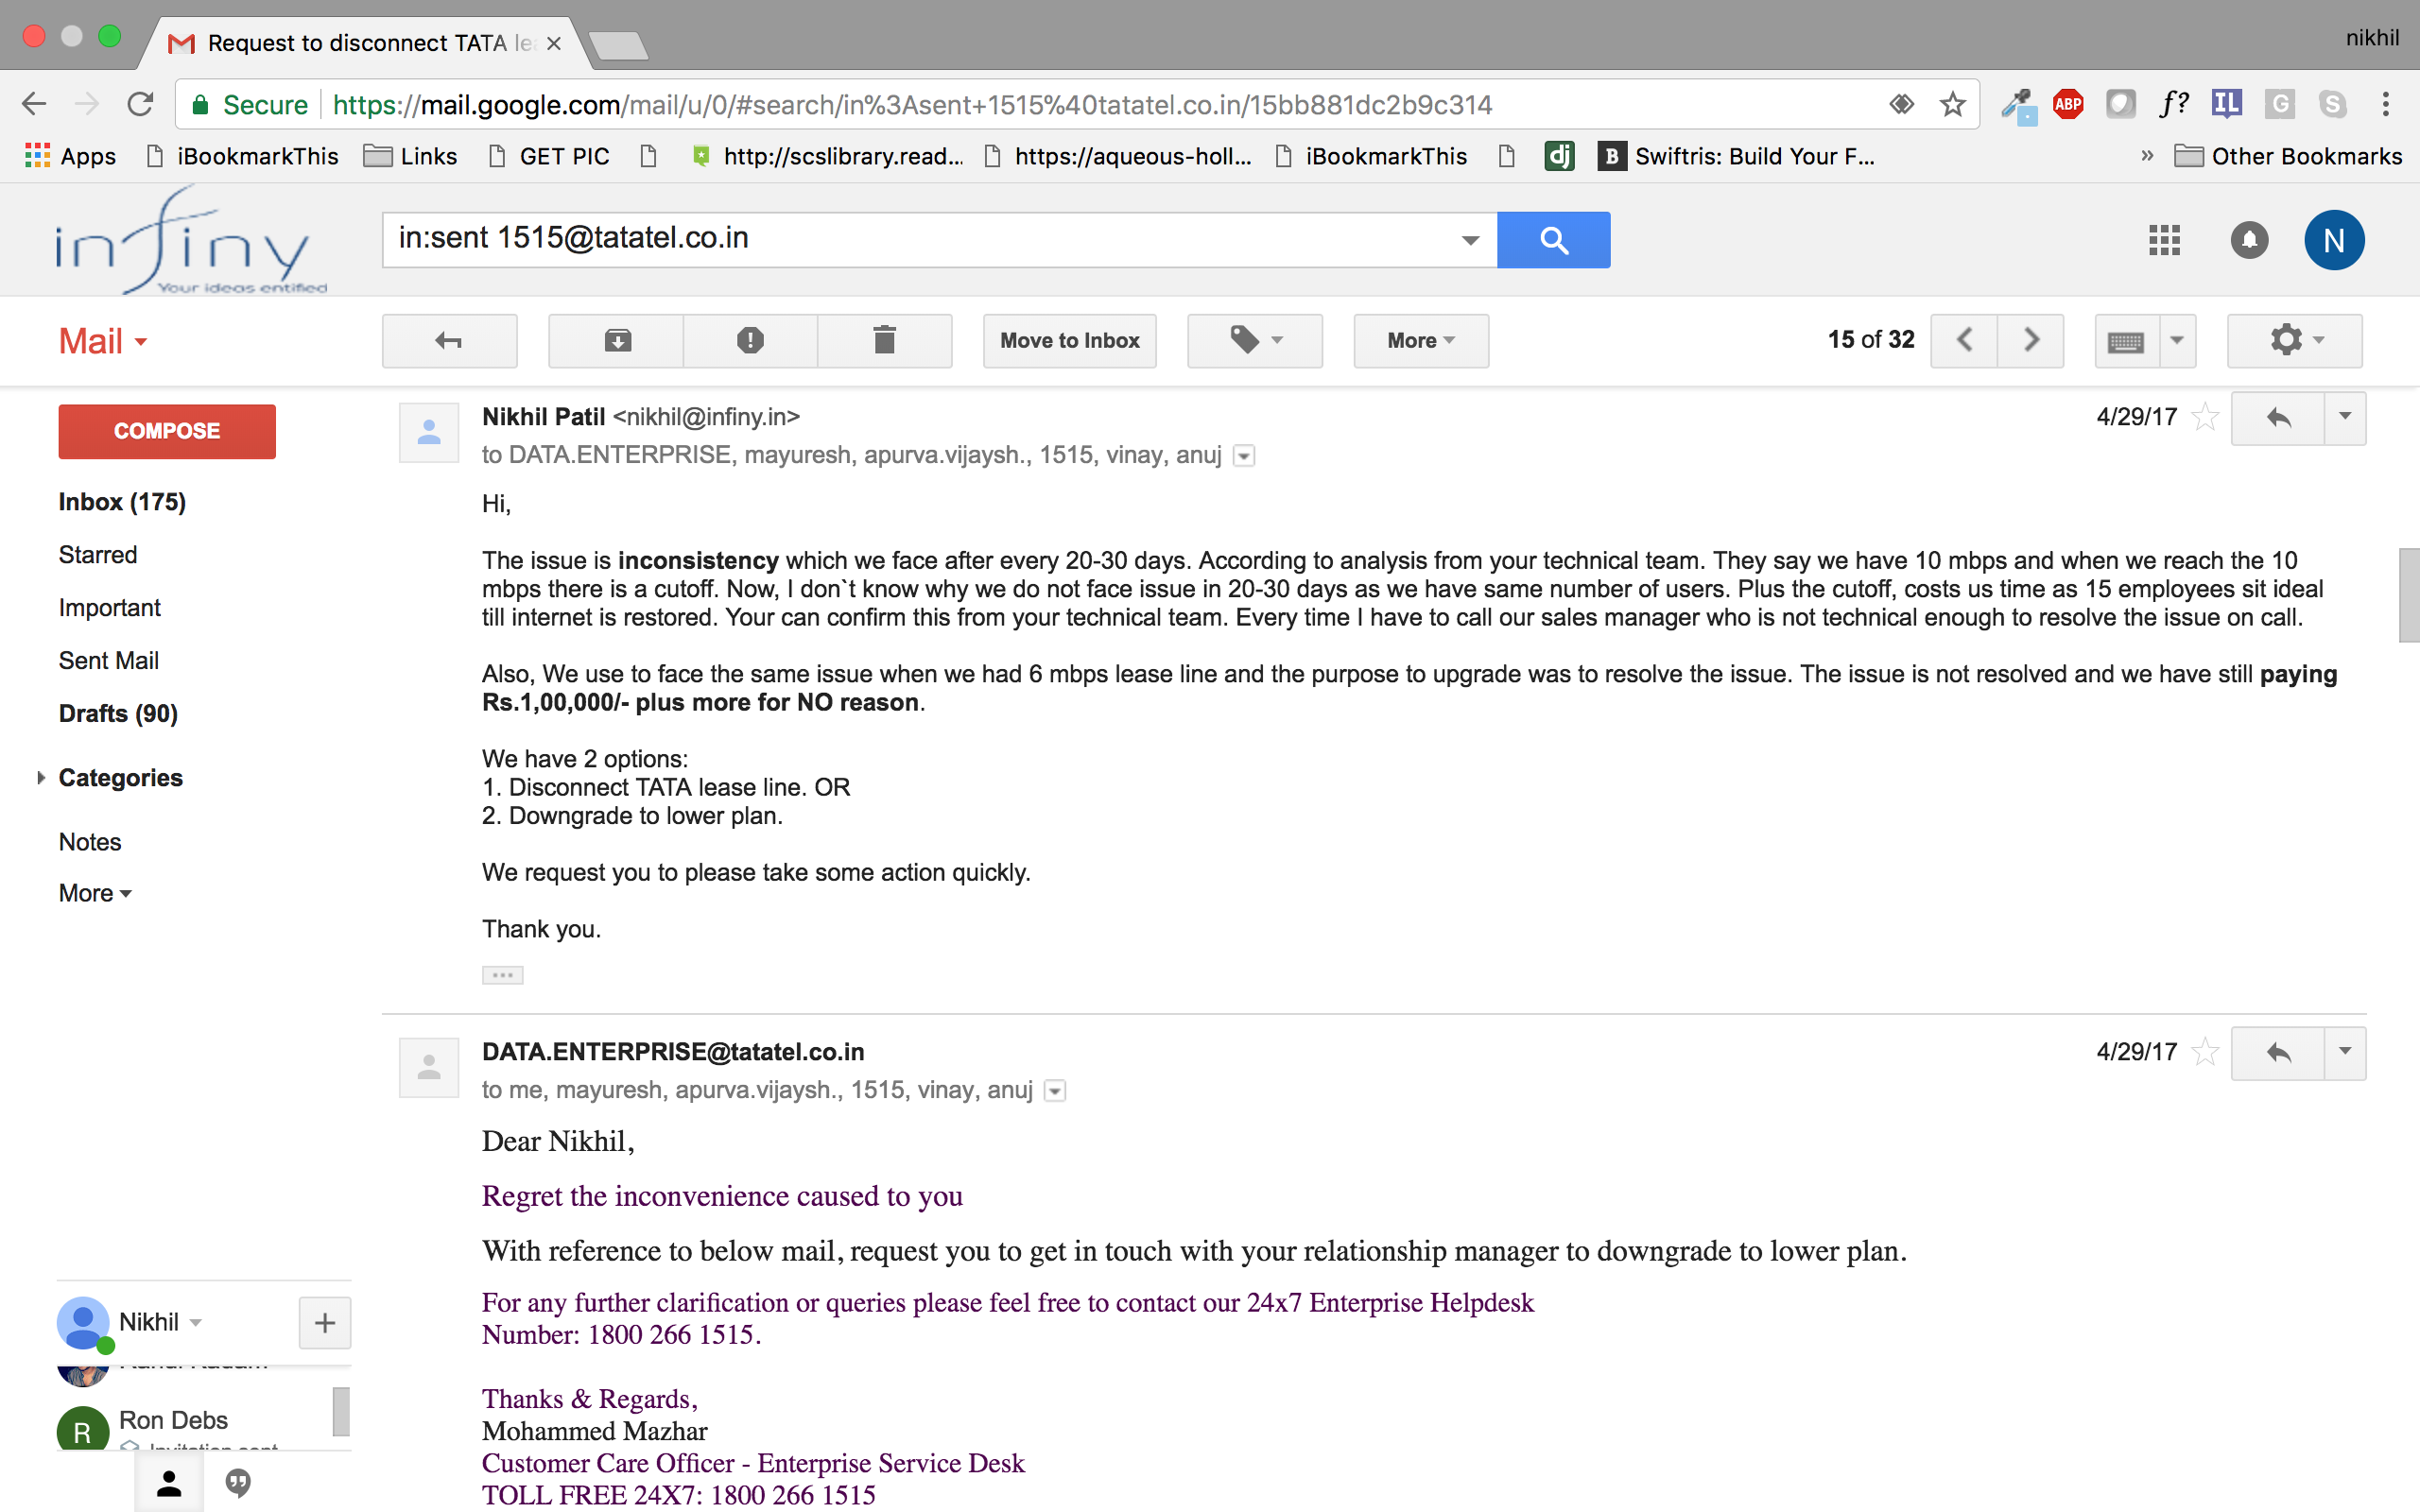 Request to disconnect TATA le
nikhil
Secure https://mail.google.com/mail/u/0/#search/in%3Asent+1515%40tatatel.co.in/15bb881dc2b9c314
ABP
f?
IL
G
S
Apps iBookmarkThis Links GET PIC http://scslibrary.read... https://aqueous-holl... iBookmarkThis dj B Swiftris: Build Your F... » Other Bookmarks
infiny
Your ideas entified
in:sent 1515@tatatel.co.in
N
Mail
Move to Inbox
More
15 of 32
COMPOSE
Inbox (175)
Starred
Important
Sent Mail
Drafts (90)
Categories
Notes
More
Nikhil Patil <nikhil@infiny.in>
4/29/17
to DATA.ENTERPRISE, mayuresh, apurva.vijaysh., 1515, vinay, anuj
Hi,
The issue is inconsistency which we face after every 20-30 days. According to analysis from your technical team. They say we have 10 mbps and when we reach the 10
mbps there is a cutoff. Now, I don`t know why we do not face issue in 20-30 days as we have same number of users. Plus the cutoff, costs us time as 15 employees sit ideal
till internet is restored. Your can confirm this from your technical team. Every time I have to call our sales manager who is not technical enough to resolve the issue on call.
Also, We use to face the same issue when we had 6 mbps lease line and the purpose to upgrade was to resolve the issue. The issue is not resolved and we have still paying
Rs.1,00,000/- plus more for NO reason.
We have 2 options:
1. Disconnect TATA lease line. OR
2. Downgrade to lower plan.
We request you to please take some action quickly.
Thank you.
DATA.ENTERPRISE@tatatel.co.in
4/29/17
to me, mayuresh, apurva.vijaysh., 1515, vinay, anuj
Dear Nikhil,
Regret the inconvenience caused to you
With reference to below mail, request you to get in touch with your relationship manager to downgrade to lower plan.
For any further clarification or queries please feel free to contact our 24x7 Enterprise Helpdesk
Number: 1800 266 1515.
Thanks & Regards,
Mohammed Mazhar
Customer Care Officer - Enterprise Service Desk
TOLL FREE 24X7: 1800 266 1515
Nikhil
R
Ron Debs
Invitation sent